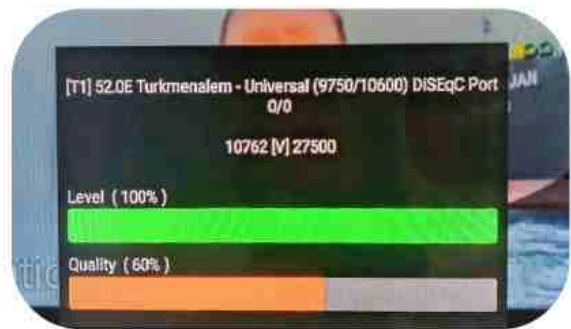 [T1] 52.0E Turkmenalem - Universal (9750/10600) DiSEqC Port
0/0
10762 [V] 27500
Level ( 100% )
Quality ( 60% )